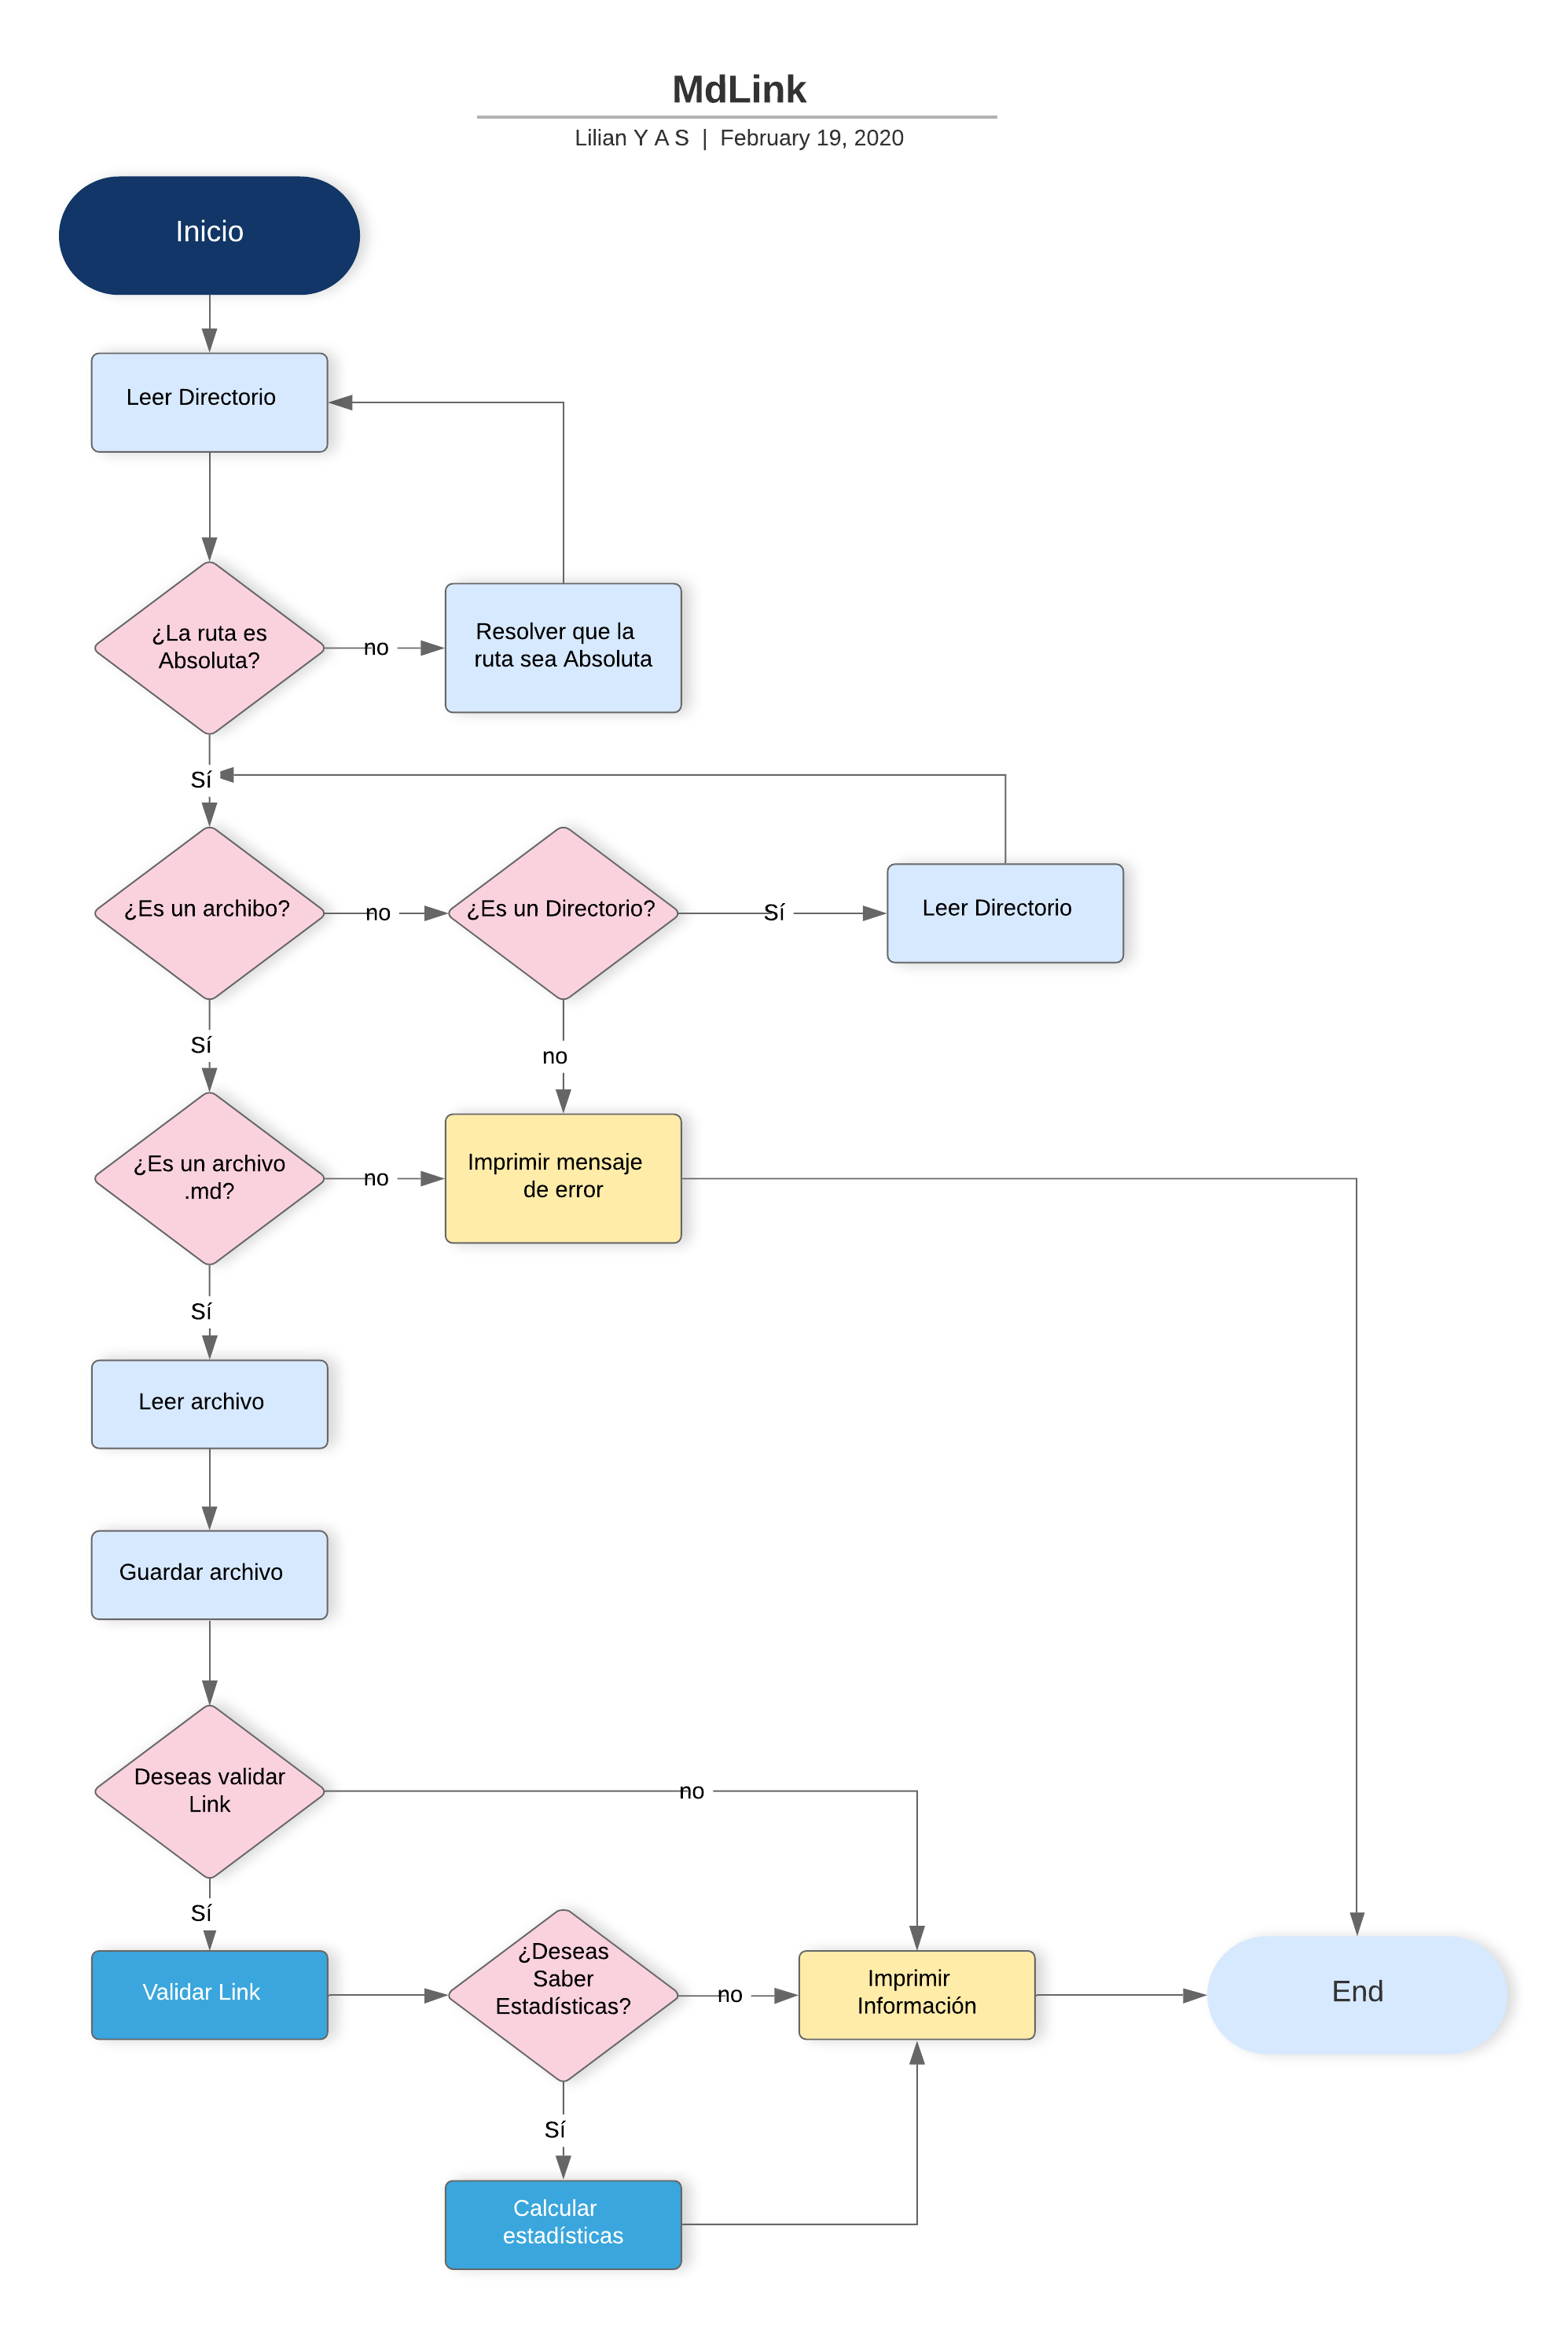 MdLink
Lilian Y A S | February 19, 2020
Inicio
Leer Directorio
¿La ruta es
Absoluta?
no
Resolver que la
ruta sea Absoluta
Sí
¿Es un archibo?
no
¿Es un Directorio?
Sí
Leer Directorio
Sí
no
¿Es un archivo
.md?
no
Imprimir mensaje
de error
Sí
Leer archivo
Guardar archivo
Deseas validar
Link
no
Sí
Validar Link
¿Deseas
Saber
Estadísticas?
no
Imprimir
Información
End
Sí
Calcular
estadísticas